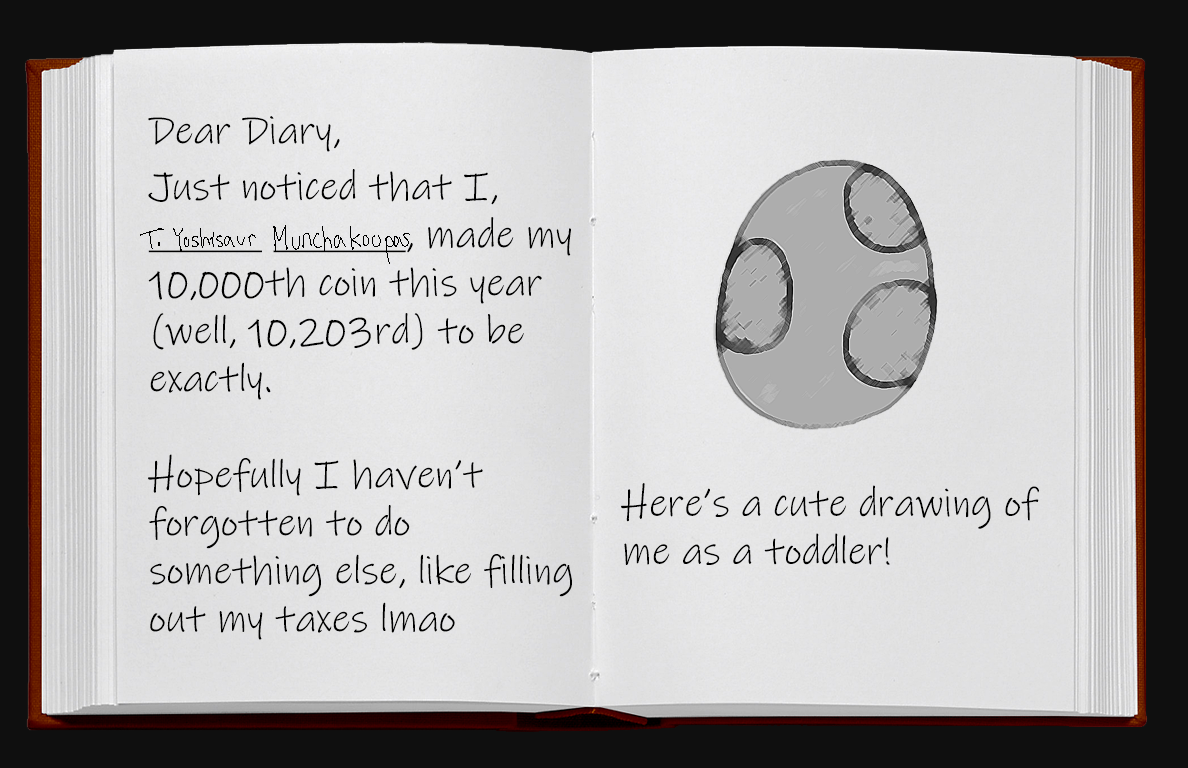 Dear Diary,
Just noticed that I,
T. Yoshisaur Munchakoopas, made my
10,000th coin this year
(well, 10,203rd) to be
exactly.
Hopefully I haven't
forgotten to do
something else, like filling
out my taxes lmao
Here's a cute drawing of
me as a toddler!